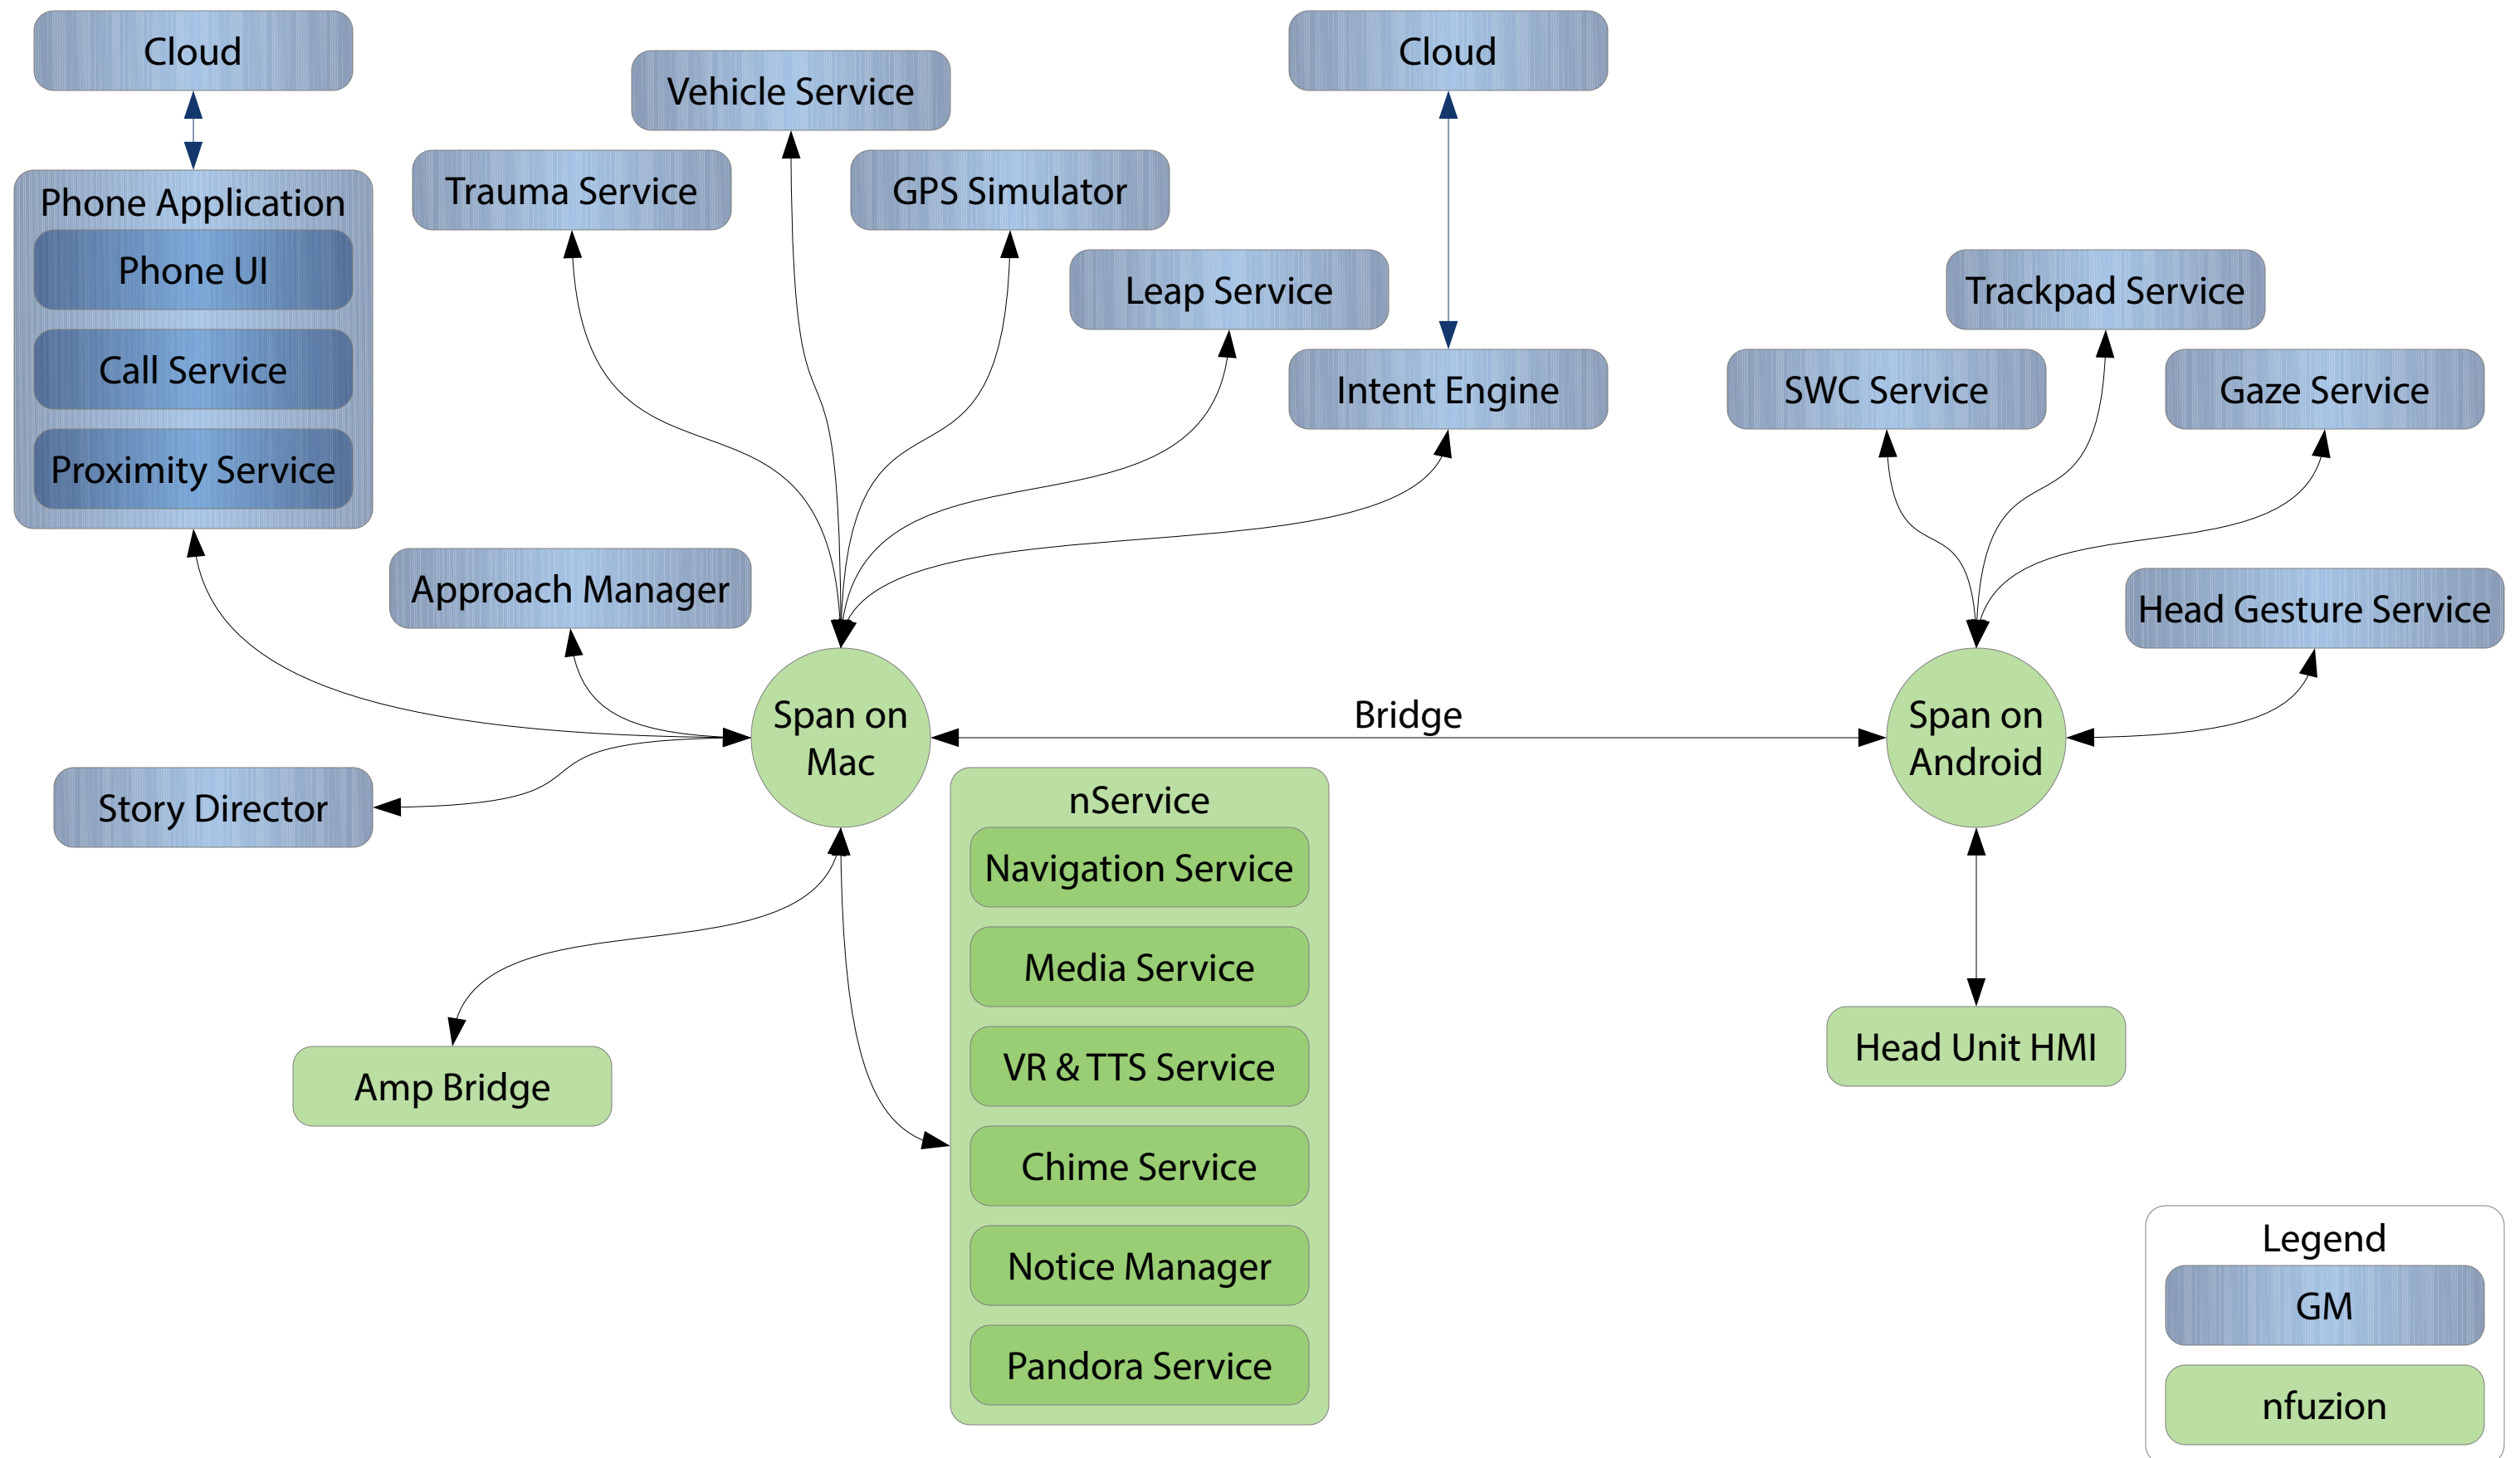 Cloud
Cloud
Vehicle Service
Trauma Service
GPS Simulator
Phone Application
Phone UI
Call Service
Proximity Service
Leap Service
Trackpad Service
Intent Engine
SWC Service
Gaze Service
Approach Manager
Head Gesture Service
Span on
Mac
Bridge
Span on
Android
Story Director
nService
Navigation Service
Media Service
VR & TTS Service
Chime Service
Notice Manager
Pandora Service
Amp Bridge
Head Unit HMI
Legend
GM
nfuzion